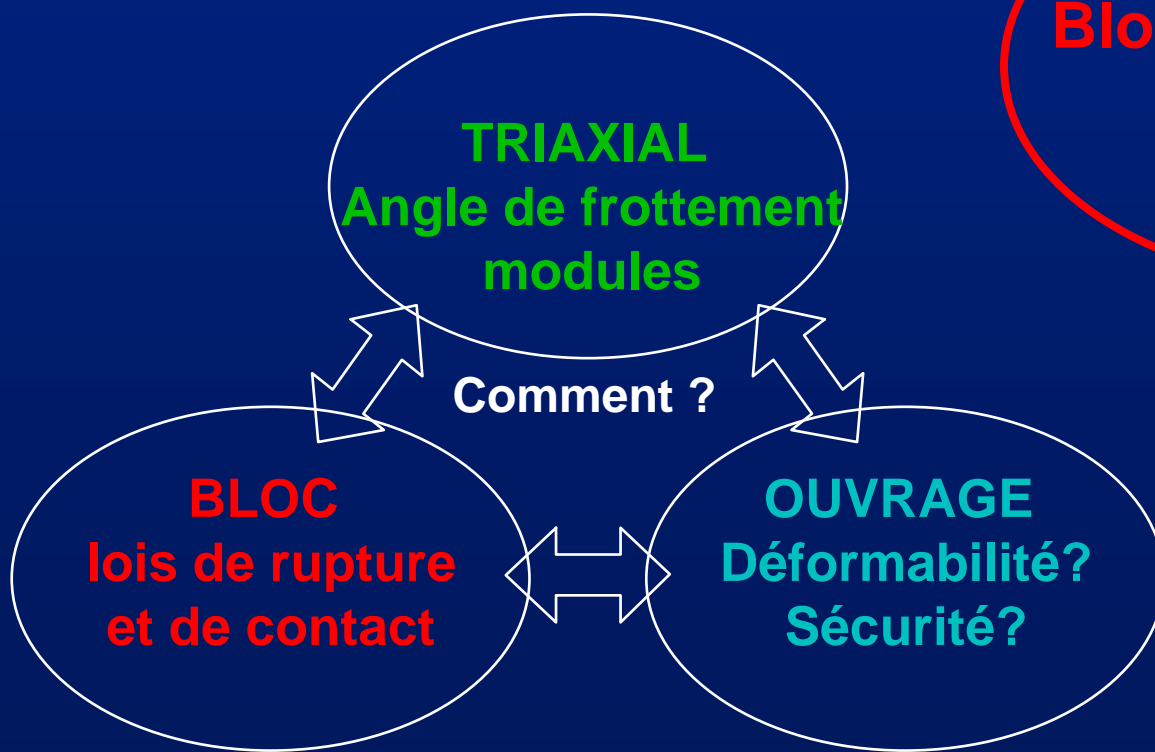 TRIAXIAL
Angle de frottement
modules
Comment ?
BLOC
lois de rupture
et de contact
OUVRAGE
Déformabilité?
Sécurité?